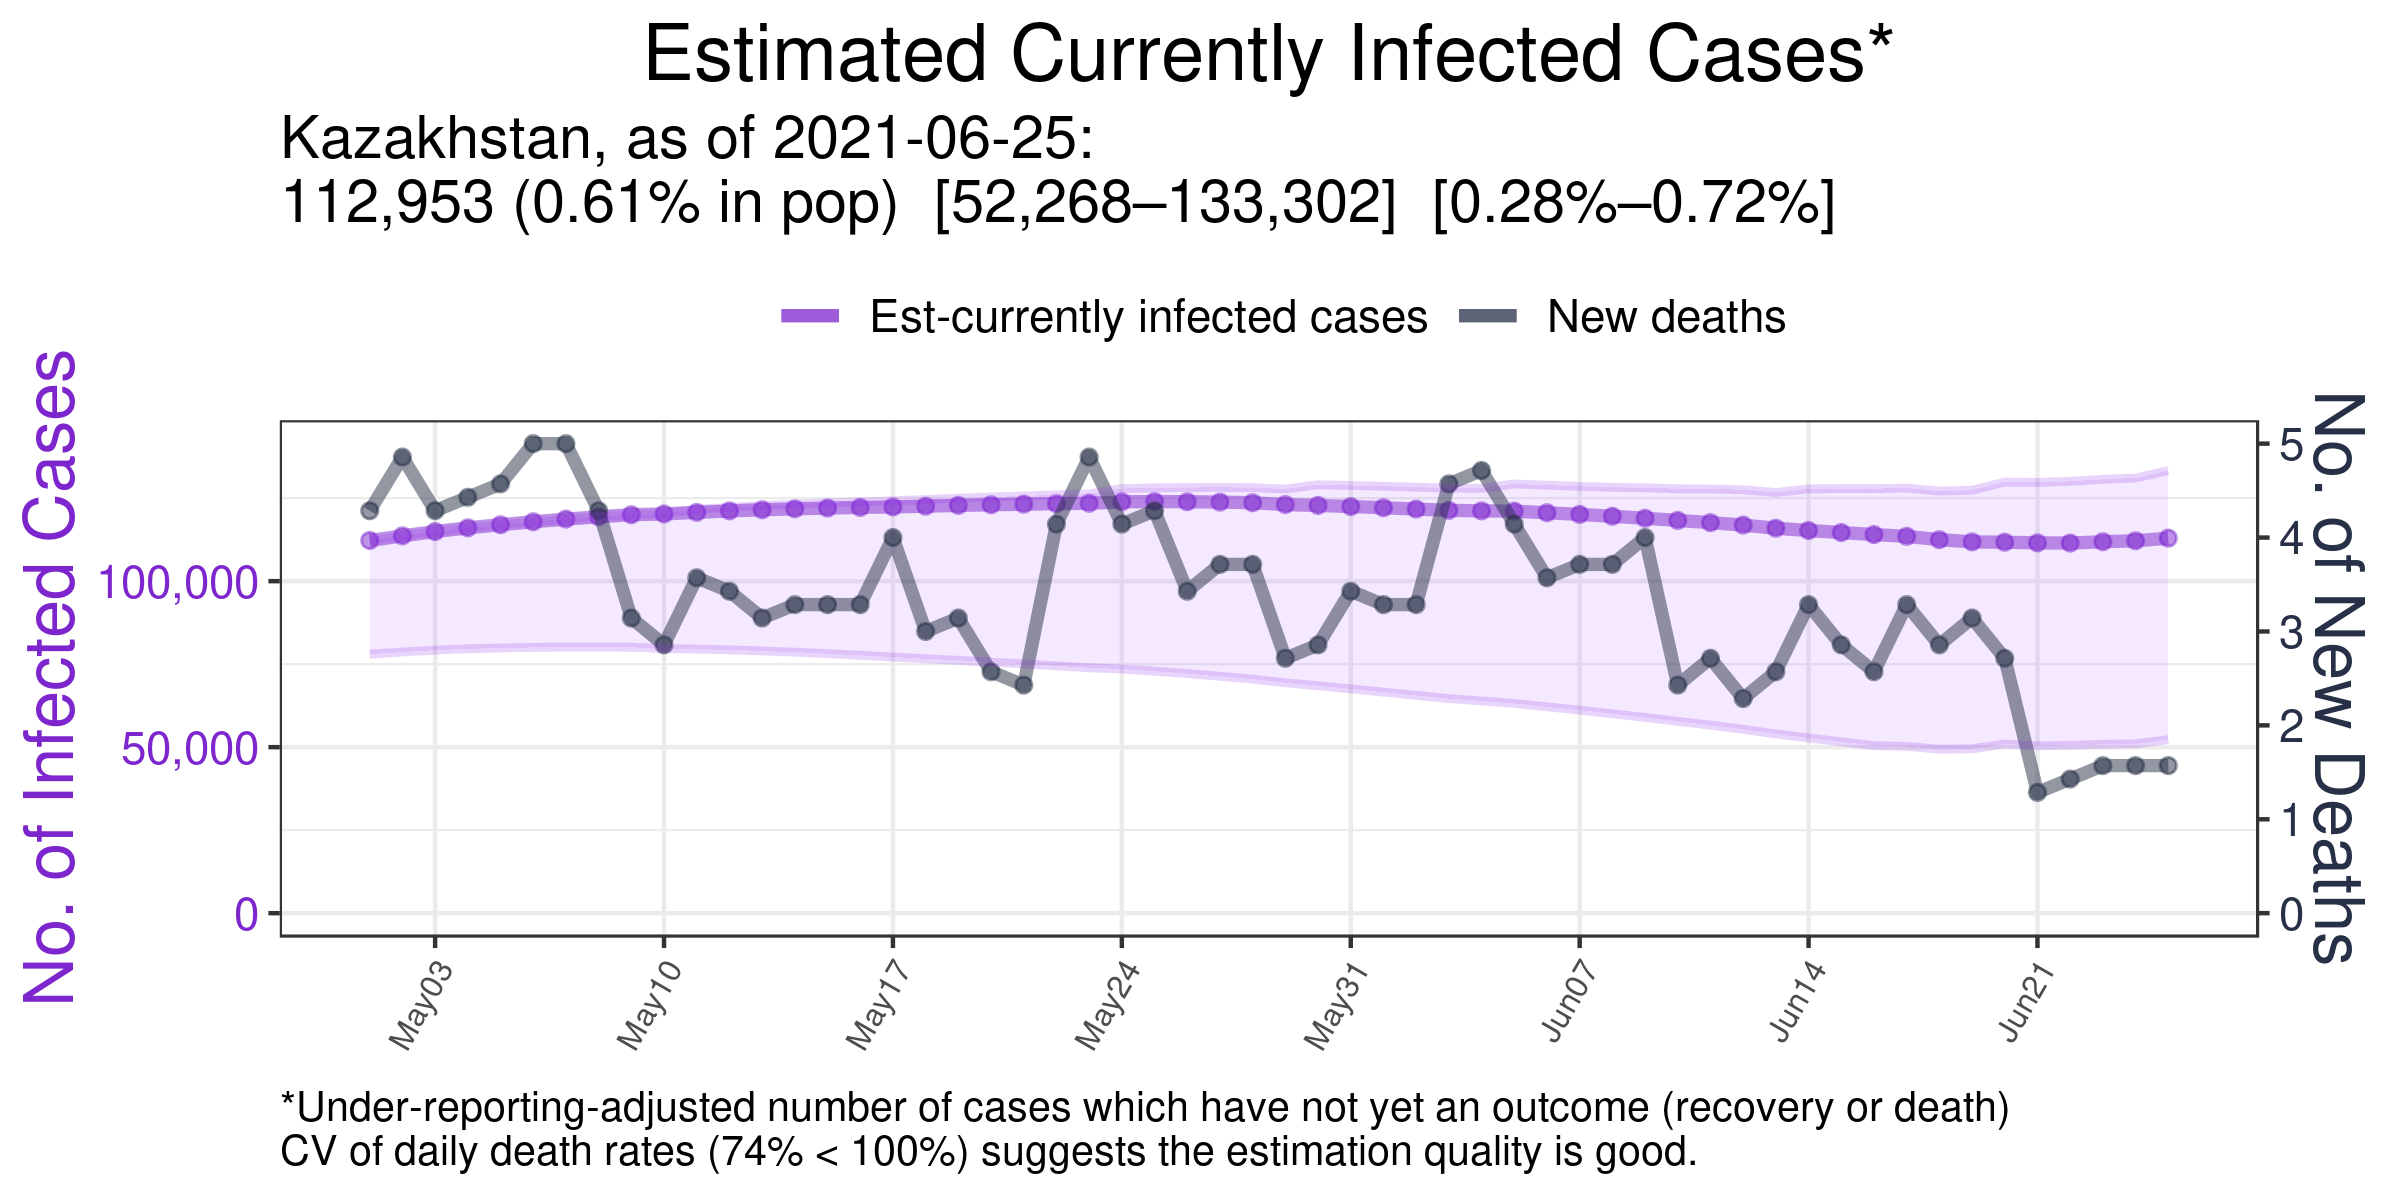 Estimated Currently Infected Cases*
Kazakhstan, as of 2021-06-25:
112,953 (0.61% in pop)  [52,268–133,302]  [0.28%–0.72%]
Est-currently infected cases
New deaths
No. of Infected Cases
100,000
50,000
0
5
4
3
2
1
0
No. of New Deaths
May03
May10
May17
May24
May31
Jun07
Jun14
Jun21
*Under-reporting-adjusted number of cases which have not yet an outcome (recovery or death)
CV of daily death rates (74% < 100%) suggests the estimation quality is good.